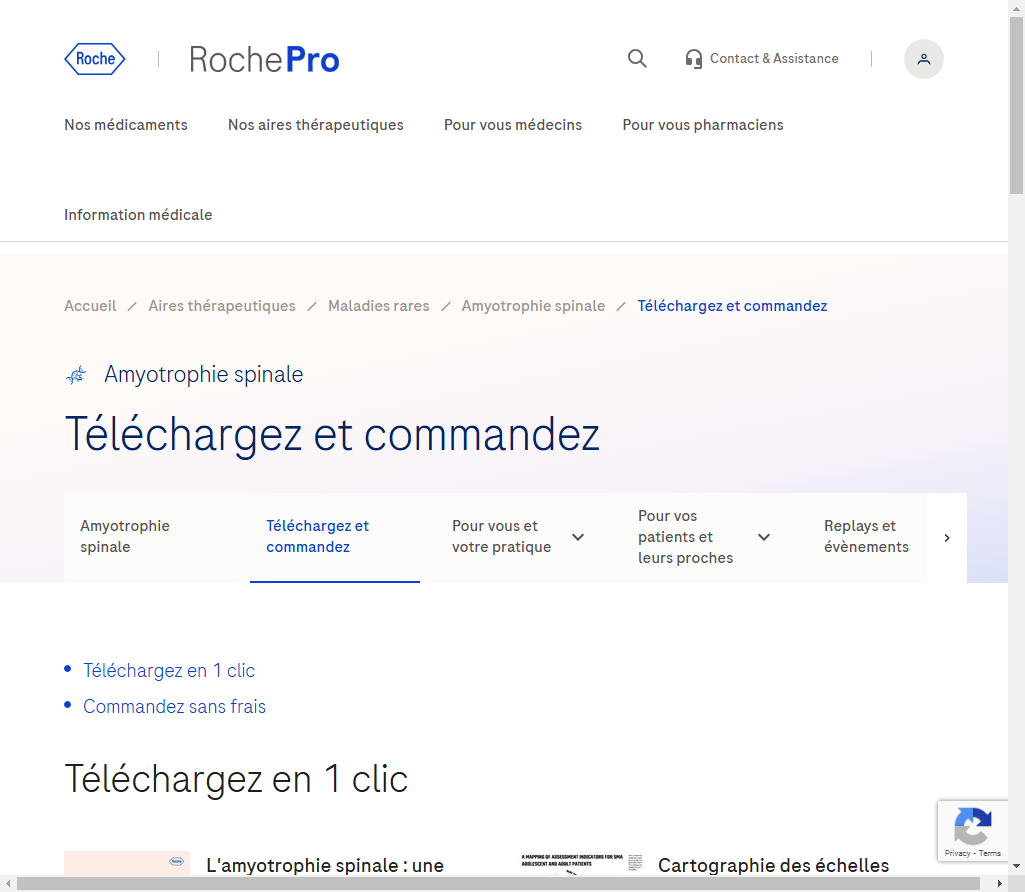 Roche
RochePro
Contact & Assistance
Nos médicaments
Nos aires thérapeutiques
Pour vous médecins
Pour vous pharmaciens
Information médicale
Accueil / Aires thérapeutiques / Maladies rares / Amyotrophie spinale / Téléchargez et commandez
Amyotrophie spinale
Téléchargez et commandez
Amyotrophie
spinale
Téléchargez et
commandez
Pour vous et
votre pratique
Pour vos
patients et
leurs proches
Replays et
évènements
Téléchargez en 1 clic
Commandez sans frais
Téléchargez en 1 clic
Roche
L'amyotrophie spinale : une
A MAPPING OF ASSESSMENT INDICATORS FOR SMA
ADOLESCENT AND ADULT PATIENTS
Cartographie des échelles
Privacy - Terms